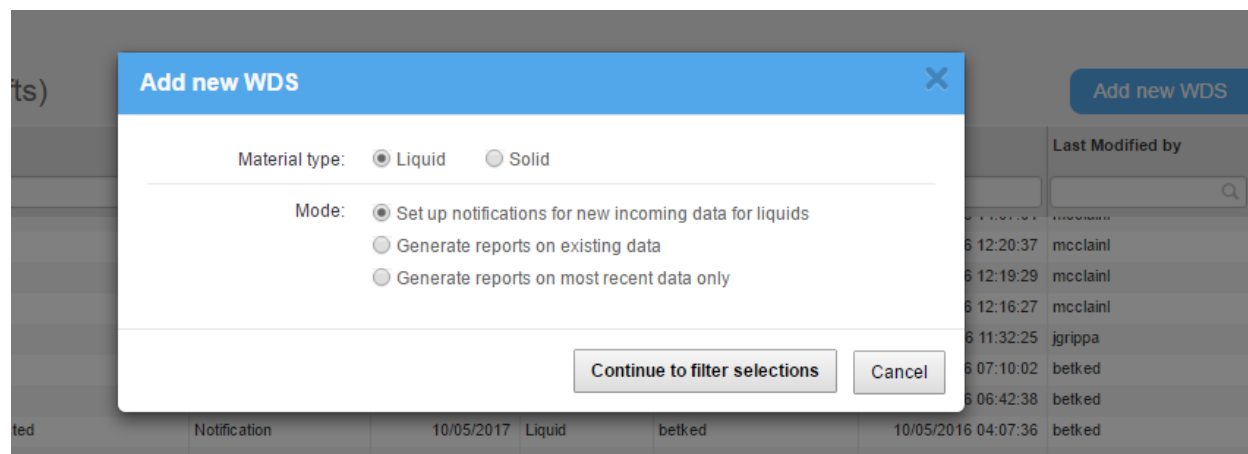 fts)
Add new WDS
Add new WDS
Last Modified by
Material type: Liquid Solid
Mode: Set up notifications for new incoming data for liquids
Generate reports on existing data
Generate reports on most recent data only
6 12:20:37 mcclainl
6 12:19:29 mcclainl
6 12:16:27 mcclainl
6 11:32:25 jgrippa
Continue to filter selections Cancel
6 07:10:02 betked
6 06:42:38 betked
ted Notification 10/05/2017 Liquid betked 10/05/2016 04:07:36 betked